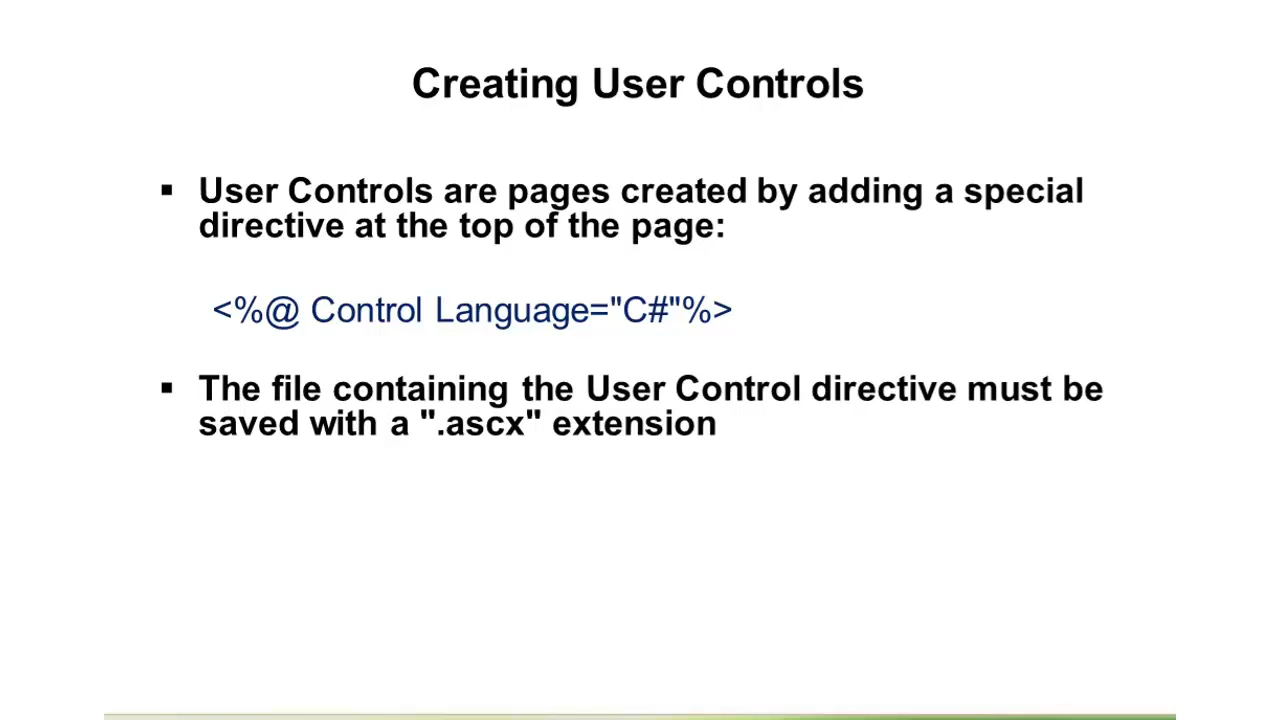 Creating User Controls
▪ User Controls are pages created by adding a special
directive at the top of the page:
<%@ Control Language="C#"%>
▪ The file containing the User Control directive must be
saved with a ".ascx" extension